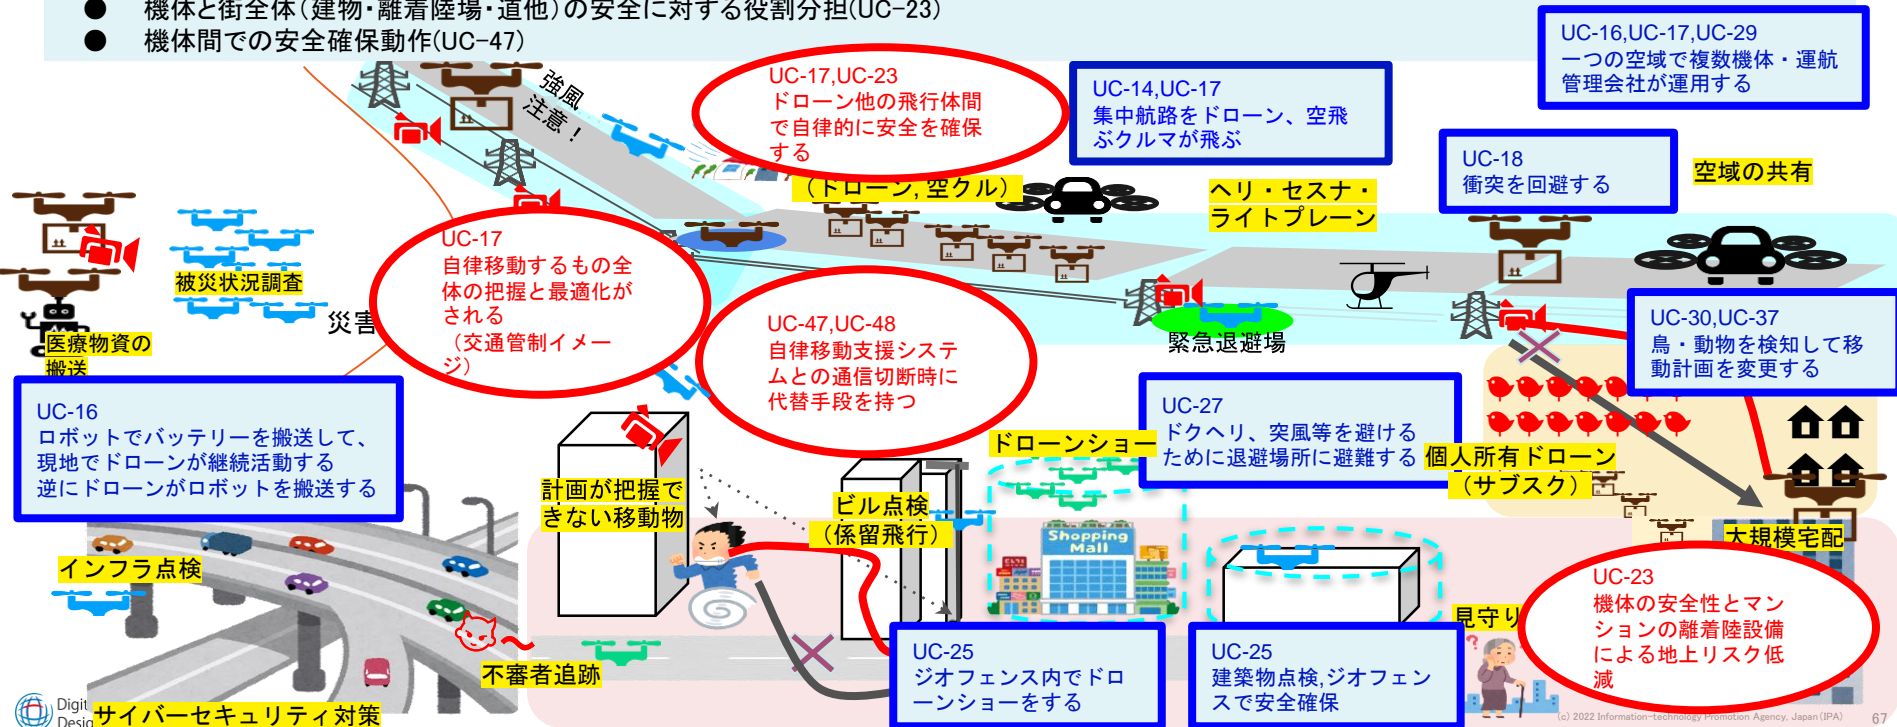 ● 機体と街全体(建物・離着陸場・道他)の安全に対する役割分担(UC-23)
● 機体間での安全確保動作(UC-47)
UC-16,UC-17,UC-29
一つの空域で複数機体・運航
管理会社が運用する
強風
注意！
UC-17,UC-23
ドローン他の飛行体間
で自律的に安全を確保
する
（ドローン,空クル）
UC-14,UC-17
集中航路をドローン、空飛
ぶクルマが飛ぶ
ヘリ・セスナ・
ライトプレーン
UC-18
衝突を回避する
空域の共有
被災状況調査
災害
医療物資の
搬送
UC-17
自律移動するもの全
体の把握と最適化が
される
（交通管制イメー
ジ）
UC-47,UC-48
自律移動支援システ
ムとの通信切断時に
代替手段を持つ
緊急退避場
UC-30,UC-37
鳥・動物を検知して移
動計画を変更する
UC-16
ロボットでバッテリーを搬送して、
現地でドローンが継続活動する
逆にドローンがロボットを搬送する
計画が把握で
きない移動物
ビル点検
（係留飛行）
ドローンショー
UC-27
ドクヘリ、突風等を避ける
ために退避場所に避難する
個人所有ドローン
（サブスク）
Shopping
Mall
大規模宅配
インフラ点検
不審者追跡
サイバーセキュリティ対策
UC-25
ジオフェンス内でドロ
ーンショーをする
UC-25
建築物点検,ジオフェン
スで安全確保
見守り
UC-23
機体の安全性とマン
ションの離着陸設備
による地上リスク低
減
Digit
Desig
(c) 2022 Information-technology Promotion Agency, Japan(IPA)
67